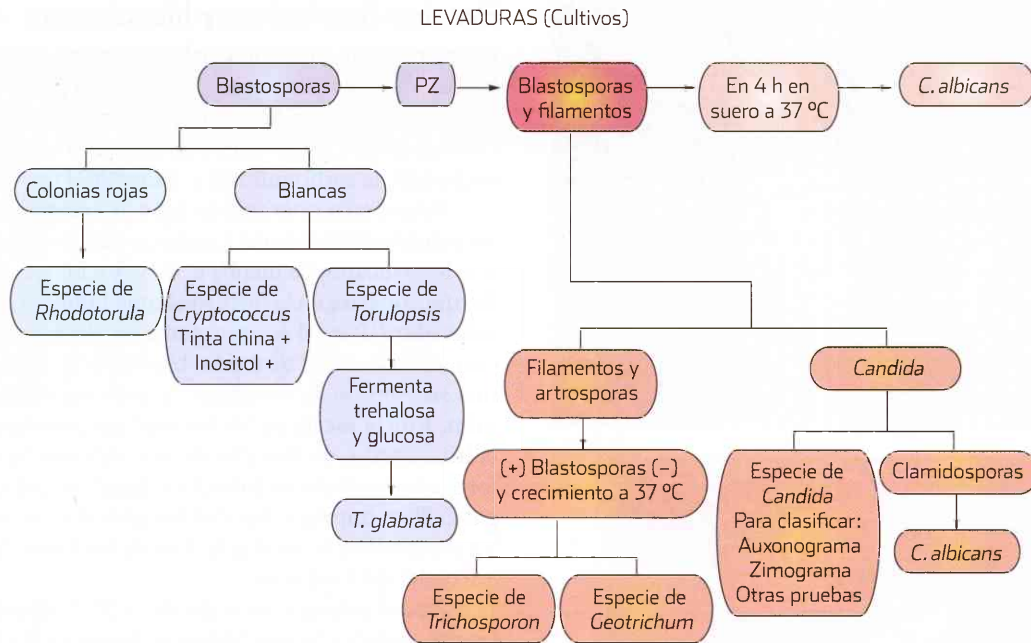 LEVADURAS (Cultivos)
Blastosporas
PZ
Blastosporas
y filamentos
En 4 h en
suero a 37 ºC
C. albicans
Colonias rojas
Blancas
Especie de
Rhodotorula
Especie de
Cryptococcus
Tinta china +
Inositol +
Especie de
Torulopsis
Fermenta
trehalosa
y glucosa
T. glabrata
Filamentos y
artrosporas
Candida
(+) Blastosporas (–)
y crecimiento a 37 ºC
Especie de
Candida
Para clasificar:
Auxonograma
Zimograma
Otras pruebas
Clamidosporas
C. albicans
Especie de
Trichosporon
Especie de
Geotrichum